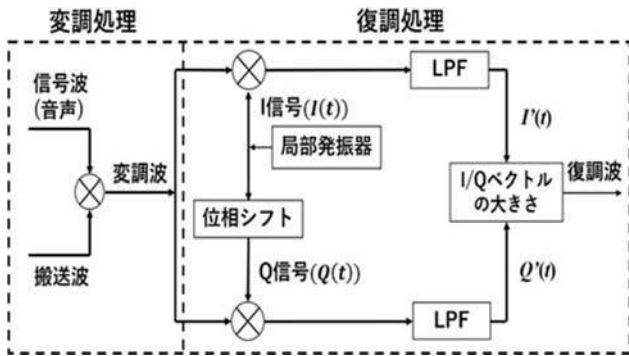 変調処理
復調処理
信号波
(音声)
変調波
搬送波
I信号(I(t))
局部発振器
位相シフト
Q信号(Q(t))
LPF
I'(t)
I/Qベクトル
の大きさ
復調波
Q'(t)
LPF